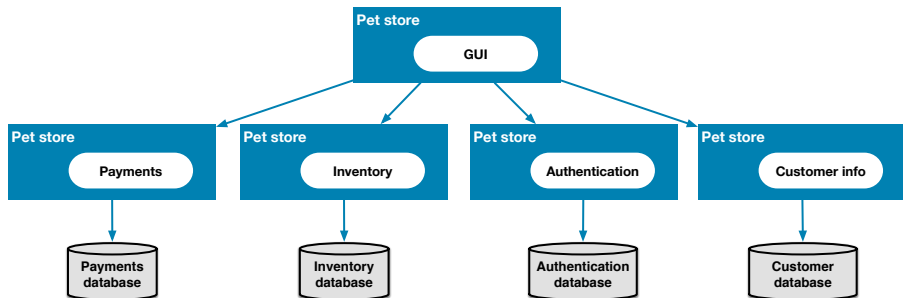 Pet store
GUI
Pet store
Pet store
Pet store
Pet store
Payments
Inventory
Authentication
Customer info
Payments
database
Inventory
database
Authentication
database
Customer
database